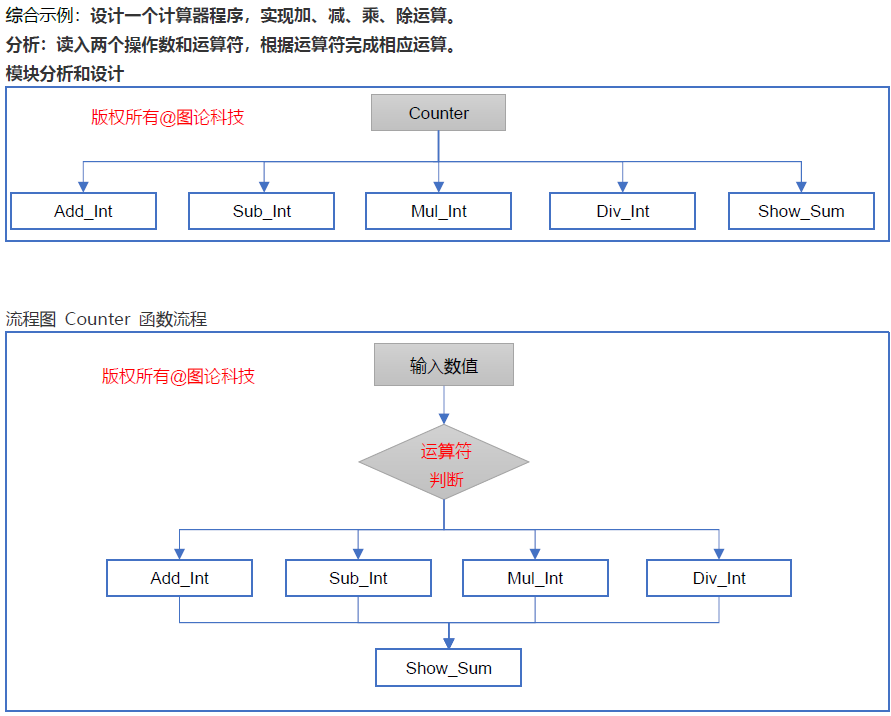 综合示例：设计一个计算器程序，实现加、减、乘、除运算。
分析：读入两个操作数和运算符，根据运算符完成相应运算。
模块分析和设计
版权所有@图论科技
Counter
Add_Int
Sub_Int
Mul_Int
Div_Int
Show_Sum
流程图 Counter 函数流程
版权所有@图论科技
输入数值
运算符
判断
Add_Int
Sub_Int
Mul_Int
Div_Int
Show_Sum